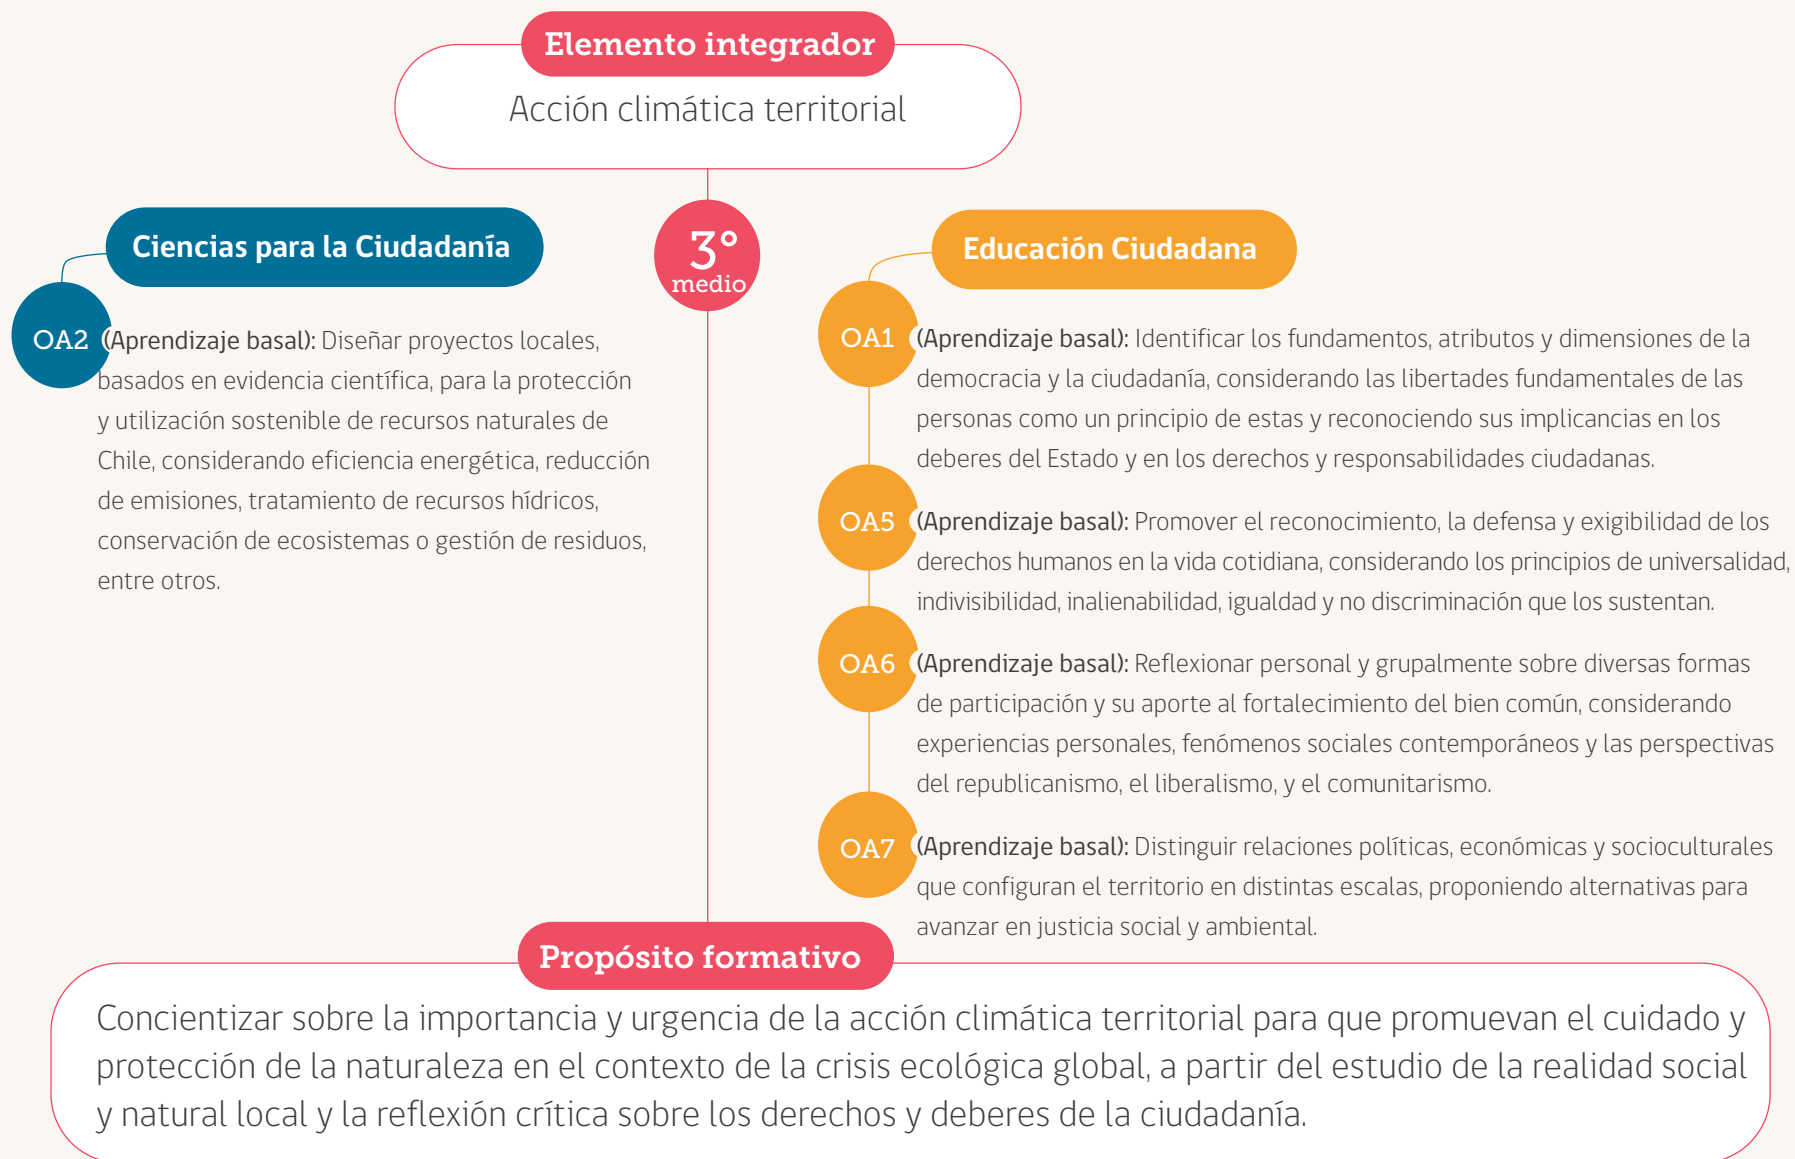 Elemento integrador
Acción climática territorial
3°
medio
Ciencias para la Ciudadanía
OA2 (Aprendizaje basal): Diseñar proyectos locales,
basados en evidencia científica, para la protección
y utilización sostenible de recursos naturales de
Chile, considerando eficiencia energética, reducción
de emisiones, tratamiento de recursos hídricos,
conservación de ecosistemas o gestión de residuos,
entre otros.
Educación Ciudadana
OA1 (Aprendizaje basal): Identificar los fundamentos, atributos y dimensiones de la
democracia y la ciudadanía, considerando las libertades fundamentales de las
personas como un principio de estas y reconociendo sus implicancias en los
deberes del Estado y en los derechos y responsabilidades ciudadanas.
OA5 (Aprendizaje basal): Promover el reconocimiento, la defensa y exigibilidad de los
derechos humanos en la vida cotidiana, considerando los principios de universalidad,
indivisibilidad, inalienabilidad, igualdad y no discriminación que los sustentan.
OA6 (Aprendizaje basal): Reflexionar personal y grupalmente sobre diversas formas
de participación y su aporte al fortalecimiento del bien común, considerando
experiencias personales, fenómenos sociales contemporáneos y las perspectivas
del republicanismo, el liberalismo, y el comunitarismo.
OA7 (Aprendizaje basal): Distinguir relaciones políticas, económicas y socioculturales
que configuran el territorio en distintas escalas, proponiendo alternativas para
avanzar en justicia social y ambiental.
Propósito formativo
Concientizar sobre la importancia y urgencia de la acción climática territorial para que promuevan el cuidado y
protección de la naturaleza en el contexto de la crisis ecológica global, a partir del estudio de la realidad social
y natural local y la reflexión crítica sobre los derechos y deberes de la ciudadanía.